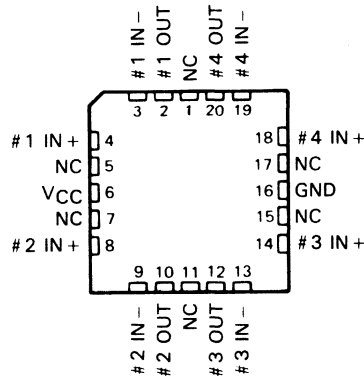 #1 IN−
#1 OUT
NC
#4 OUT
#4 IN−
3 2 1 20 19
#1 IN+ 4
NC 5
VCC 6
NC 7
#2 IN+ 8
18 #4 IN+
17 NC
16 GND
15 NC
14 #3 IN+
9 10 11 12 13
#2 IN−
#2 OUT
NC
#3 OUT
#3 IN−